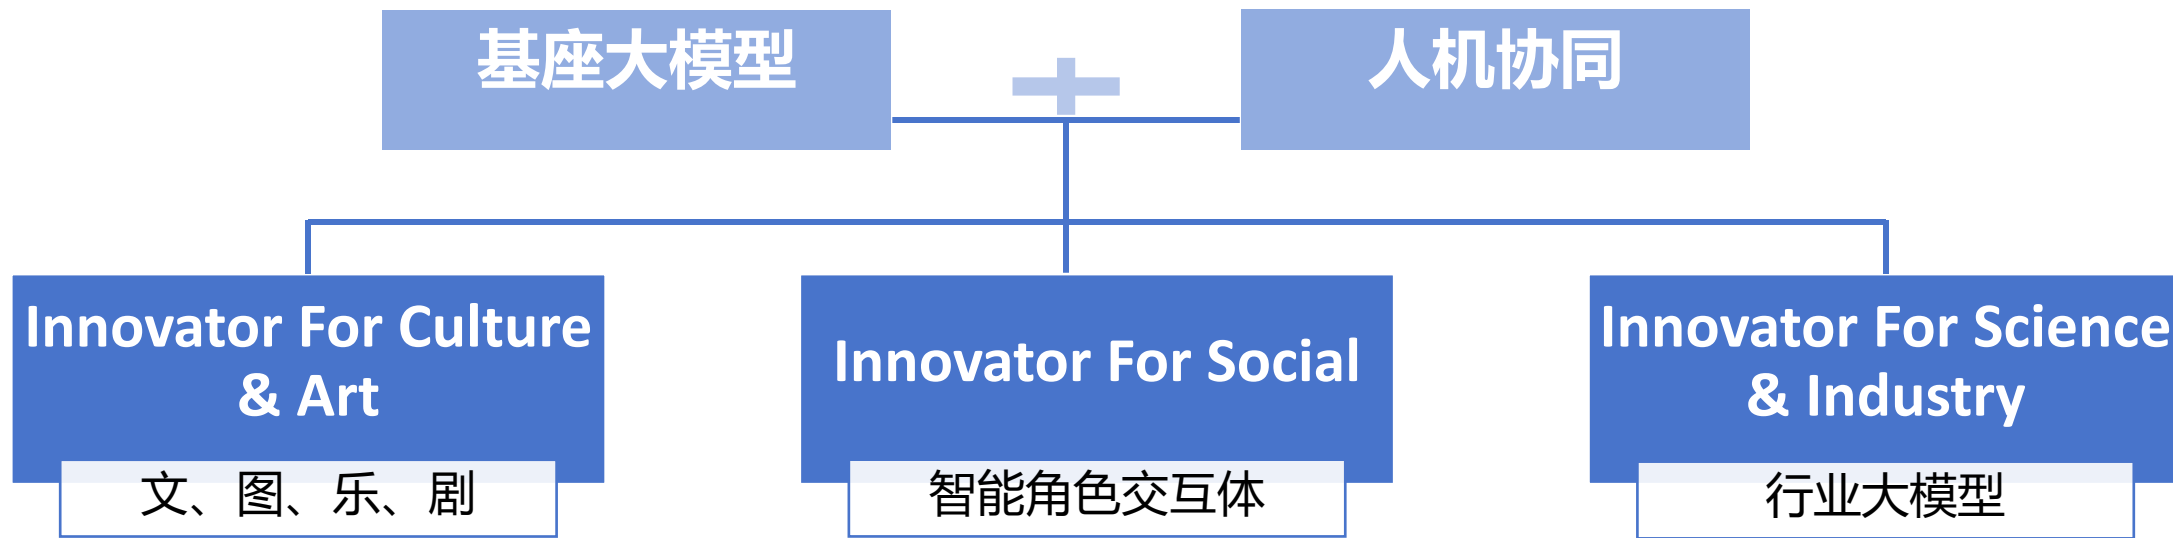 基座大模型
人机协同
Innovator For Culture
& Art
文、图、乐、剧
Innovator For Social
智能角色交互体
Innovator For Science
& Industry
行业大模型